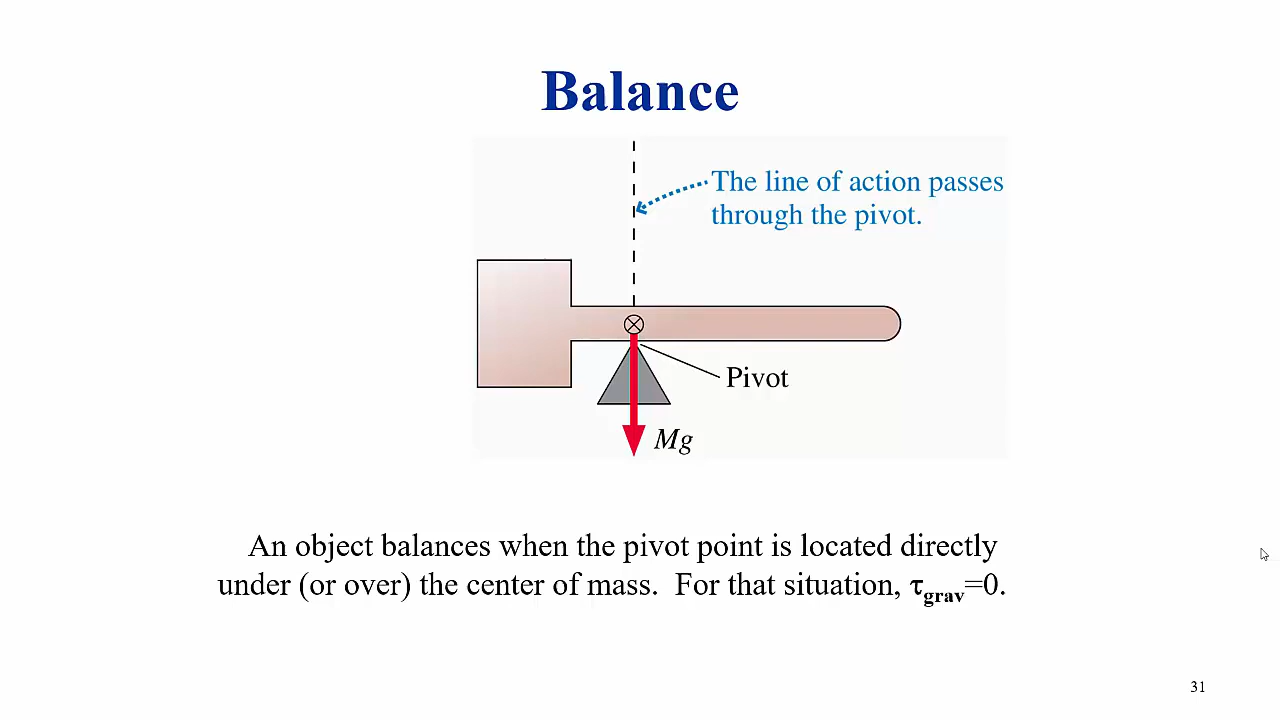 Balance
The line of action passes
through the pivot.
Pivot
Mg
An object balances when the pivot point is located directly
under (or over) the center of mass.  For that situation, τgrav=0.
31